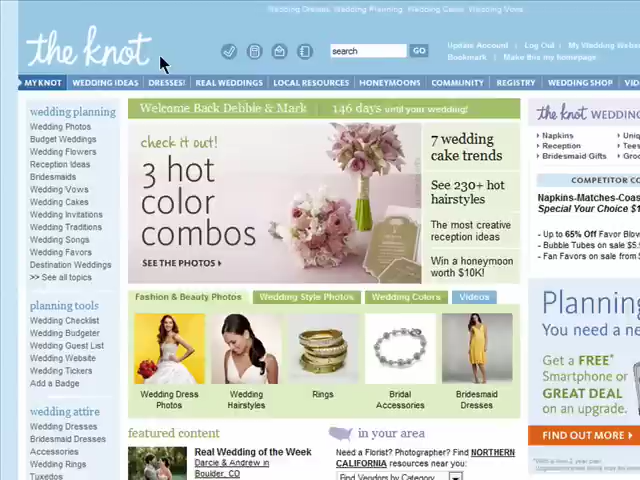 Wedding Dresses, Wedding Planning, Wedding Cakes, Wedding Vows
the knot
search
GO
Update Account | Log Out | My Wedding Webs
Bookmark | Make this my homepage
MY KNOT
WEDDING IDEAS
DRESSES!
REAL WEDDINGS
LOCAL RESOURCES
HONEYMOONS
COMMUNITY
REGISTRY
WEDDING SHOP
VID
wedding planning
Wedding Photos
Budget Weddings
Wedding Flowers
Reception Ideas
Bridesmaids
Wedding Vows
Wedding Cakes
Wedding Invitations
Wedding Traditions
Wedding Songs
Wedding Favors
Destination Weddings
>> See all topics
planning tools
Wedding Checklist
Wedding Budgeter
Wedding Guest List
Wedding Website
Wedding Tickers
Add a Badge
wedding attire
Wedding Dresses
Bridesmaid Dresses
Accessories
Wedding Rings
Tuxedos
Welcome Back Debbie & Mark | 146 days until your wedding!
check it out!
3 hot
color
combos
SEE THE PHOTOS
7 wedding
cake trends
See 230+ hot
hairstyles
The most creative
reception ideas
Win a honeymoon
worth $10K!
Fashion & Beauty Photos
Wedding Style Photos
Wedding Colors
Videos
Wedding Dress
Photos
Wedding
Hairstyles
Rings
Bridal
Accessories
Bridesmaid
Dresses
featured content
Real Wedding of the Week
Darcie & Andrew in
Boulder, CO
in your area
Need a Florist? Photographer? Find NORTHERN
CALIFORNIA resources near you:
Find Vendors by Category
the knot WEDDING
Napkins
Reception
Bridesmaid Gifts
Uniq
Tees
Groo
COMPETITOR CO
Napkins-Matches-Coas
Special Your Choice $1
- Up to 65% Off Favor Blow
- Bubble Tubes on sale $5.
- Fan Favors on sale from $
Planning
You need a ne
Get a FREE*
Smartphone or
GREAT DEAL
on an upgrade.
FIND OUT MORE